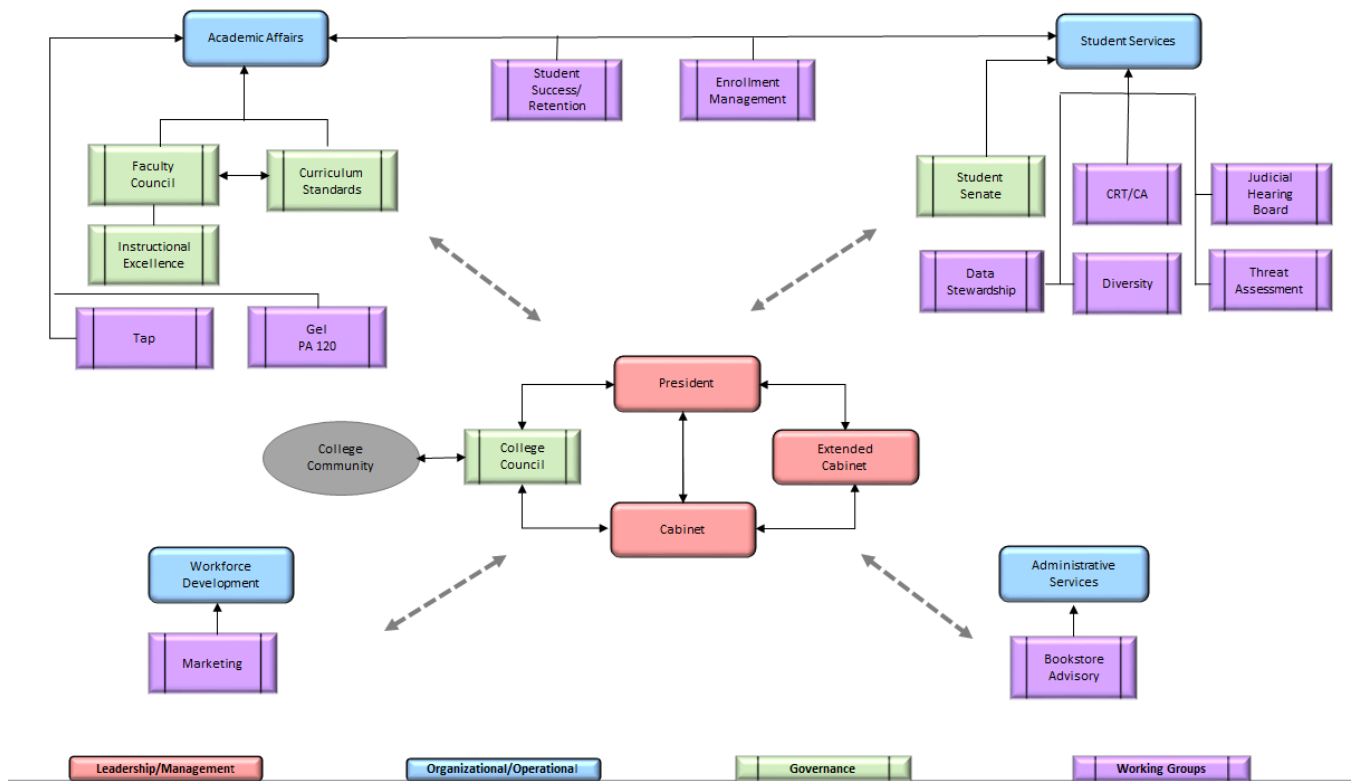 Academic Affairs
Student Services
Student
Success/
Retention
Enrollment
Management
Faculty
Council
Curriculum
Standards
Student
Senate
CRT/CA
Judicial
Hearing
Board
Instructional
Excellence
Data
Stewardship
Diversity
Threat
Assessment
Tap
Gel
PA 120
President
College
Community
College
Council
Extended
Cabinet
Cabinet
Workforce
Development
Administrative
Services
Marketing
Bookstore
Advisory
Leadership/Management
Organizational/Operational
Governance
Working Groups